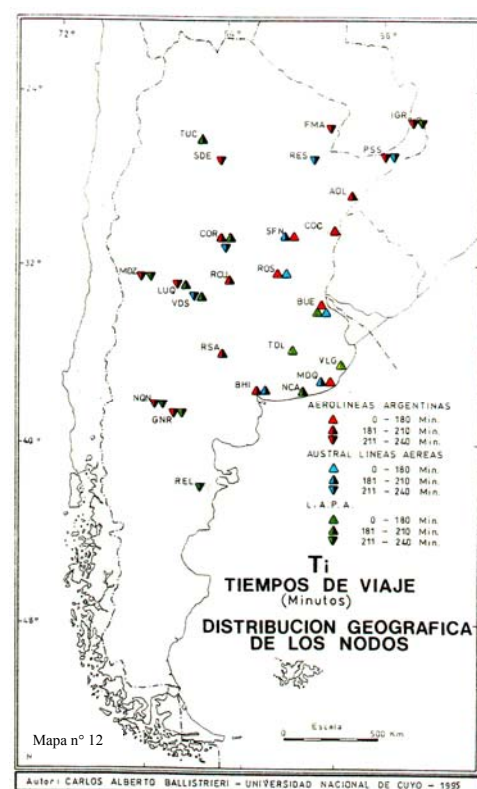 72°
56°
24°
IGR
FMA
TUC
SDE
RES
PSS
AOL
COR
SFN
COC
32°
MDZ
RCU
ROS
LUQ
VDS
BUE
RSA
TDL
VLG
BHI
MDQ
NCA
NQN
GNR
AEROLINEAS ARGENTINAS
0 - 180 Min.
181 - 210 Min.
211 - 240 Min.
40°
AUSTRAL LINEAS AEREAS
0 - 180 Min.
181 - 210 Min.
211 - 240 Min.
REL
L.A.P.A.
0 - 180 Min.
181 - 210 Min.
211 - 240 Min.
Ti
TIEMPOS DE VIAJE
(Minutos)
DISTRIBUCION GEOGRAFICA
DE LOS NODOS
48°
Escala
0 500 Km.
Mapa n° 12
N
Autor: CARLOS ALBERTO BALLISTRIERI - UNIVERSIDAD NACIONAL DE CUYO - 1995